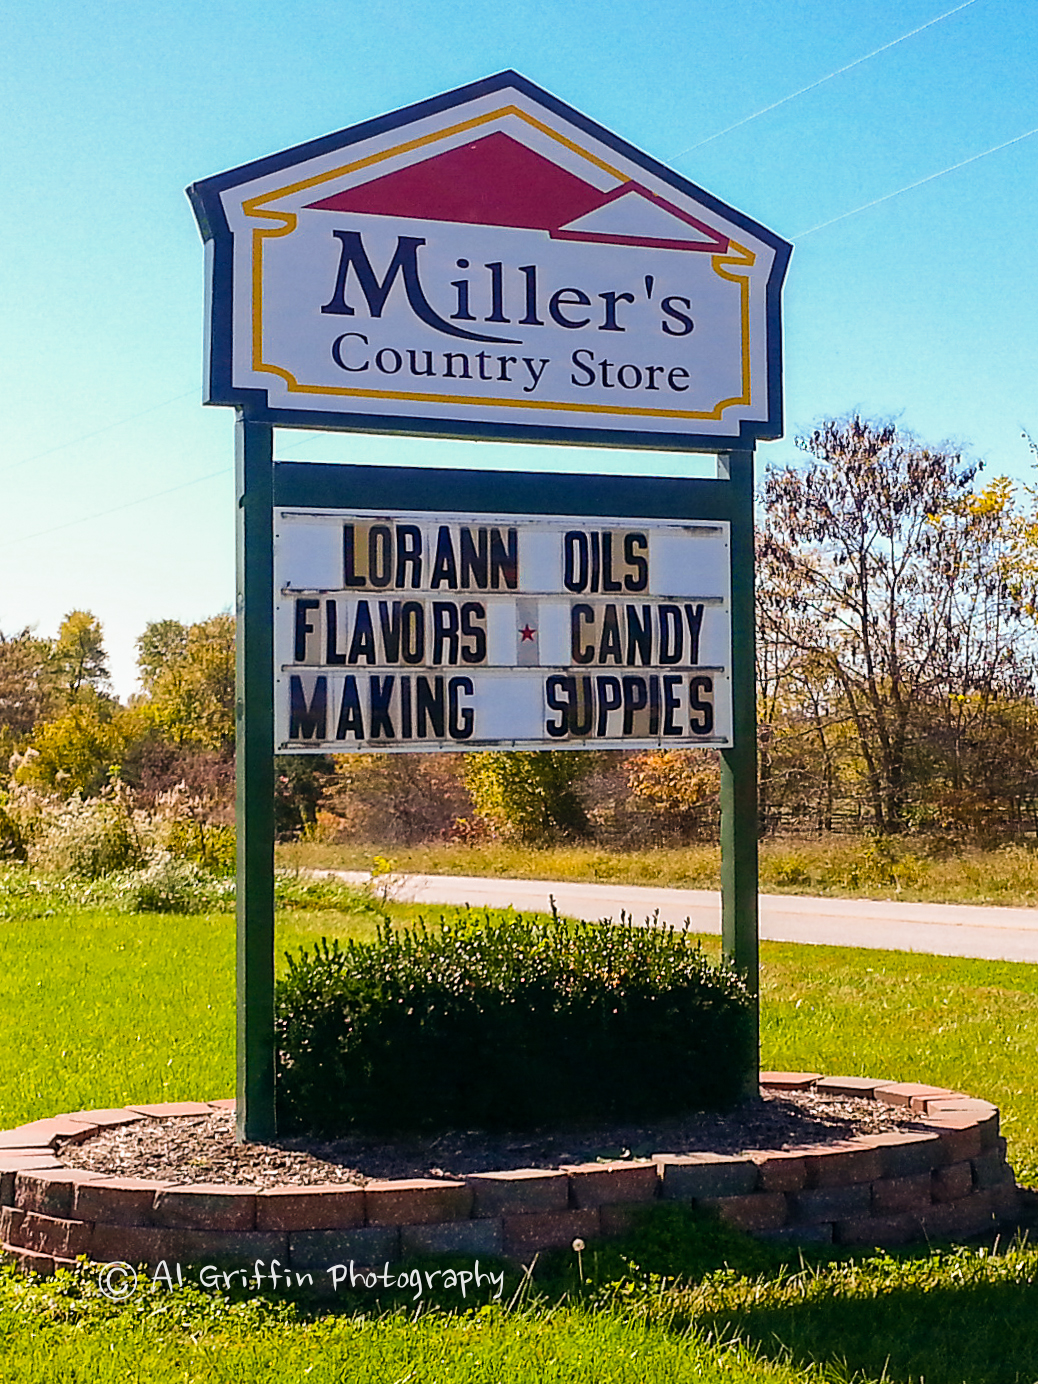 Miller's
Country Store
LORANN OILS
FLAVORS ★ CANDY
MAKING SUPPIES
© Al Griffin Photography